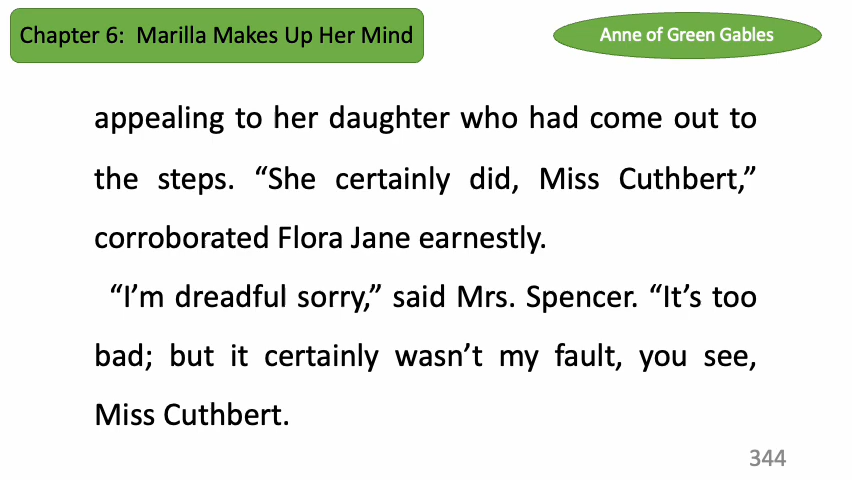 Chapter 6:  Marilla Makes Up Her Mind
Anne of Green Gables
appealing to her daughter who had come out to
the steps. “She certainly did, Miss Cuthbert,”
corroborated Flora Jane earnestly.
“I’m dreadful sorry,” said Mrs. Spencer. “It’s too
bad; but it certainly wasn’t my fault, you see,
Miss Cuthbert.
344